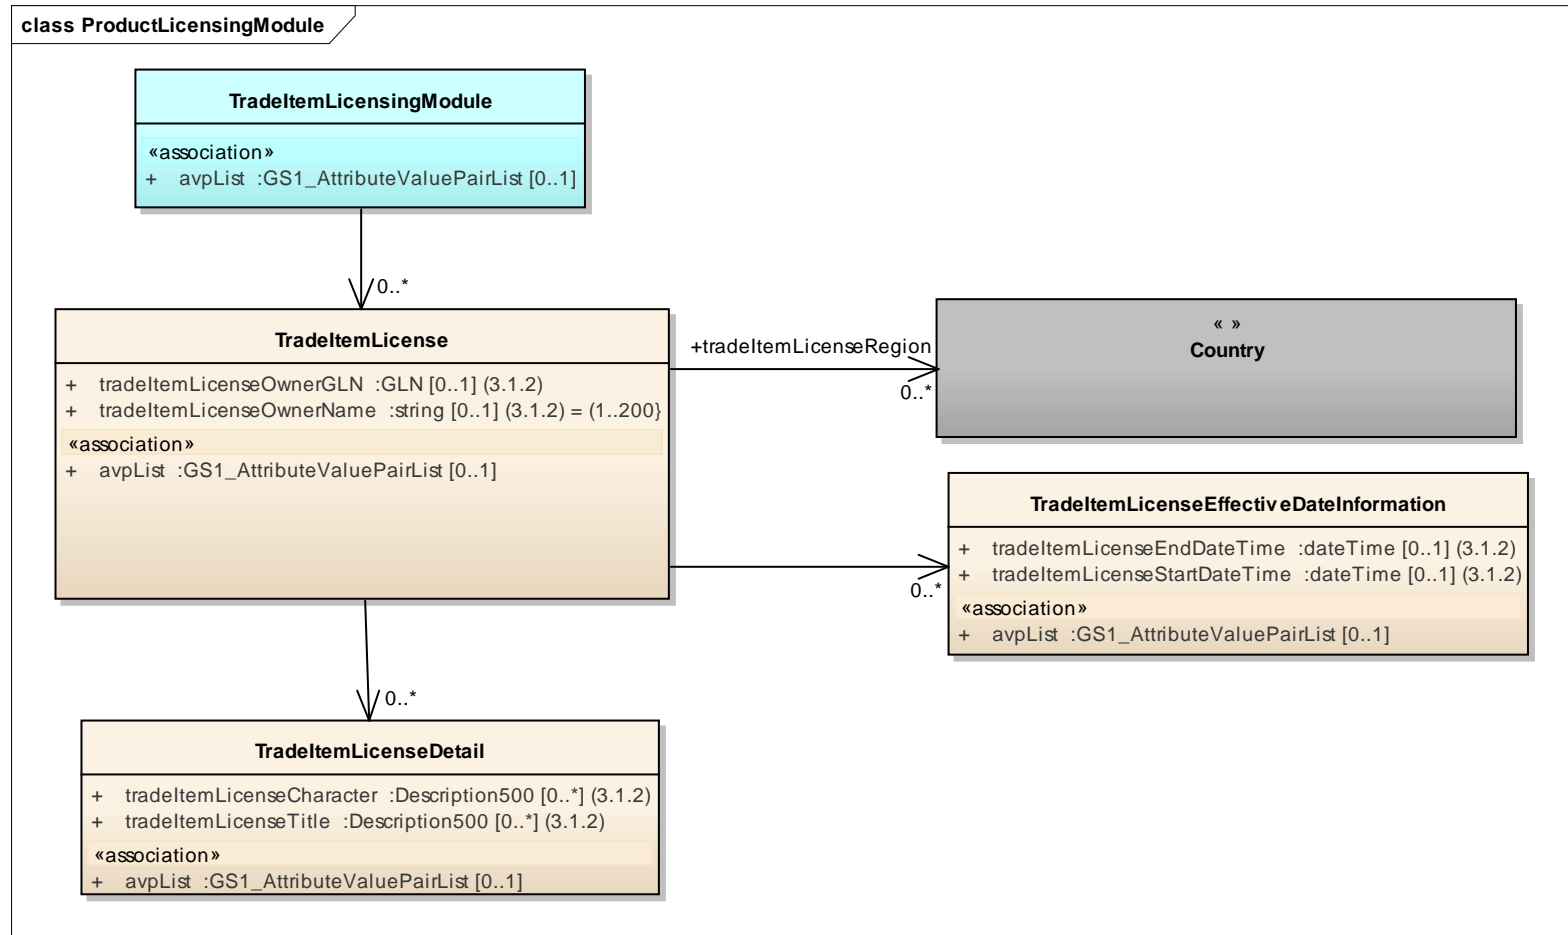 class ProductLicensingModule
TradeItemLicensingModule
«association»
+ avpList :GS1_AttributeValuePairList [0..1]
0..*
TradeItemLicense
+ tradeItemLicenseOwnerGLN :GLN [0..1] (3.1.2)
+ tradeItemLicenseOwnerName :string [0..1] (3.1.2) = (1..200}
«association»
+ avpList :GS1_AttributeValuePairList [0..1]
+tradeItemLicenseRegion
0..*
« »
Country
0..*
TradeItemLicenseEffectiveDateInformation
+ tradeItemLicenseEndDateTime :dateTime [0..1] (3.1.2)
+ tradeItemLicenseStartDateTime :dateTime [0..1] (3.1.2)
«association»
+ avpList :GS1_AttributeValuePairList [0..1]
0..*
TradeItemLicenseDetail
+ tradeItemLicenseCharacter :Description500 [0..*] (3.1.2)
+ tradeItemLicenseTitle :Description500 [0..*] (3.1.2)
«association»
+ avpList :GS1_AttributeValuePairList [0..1]